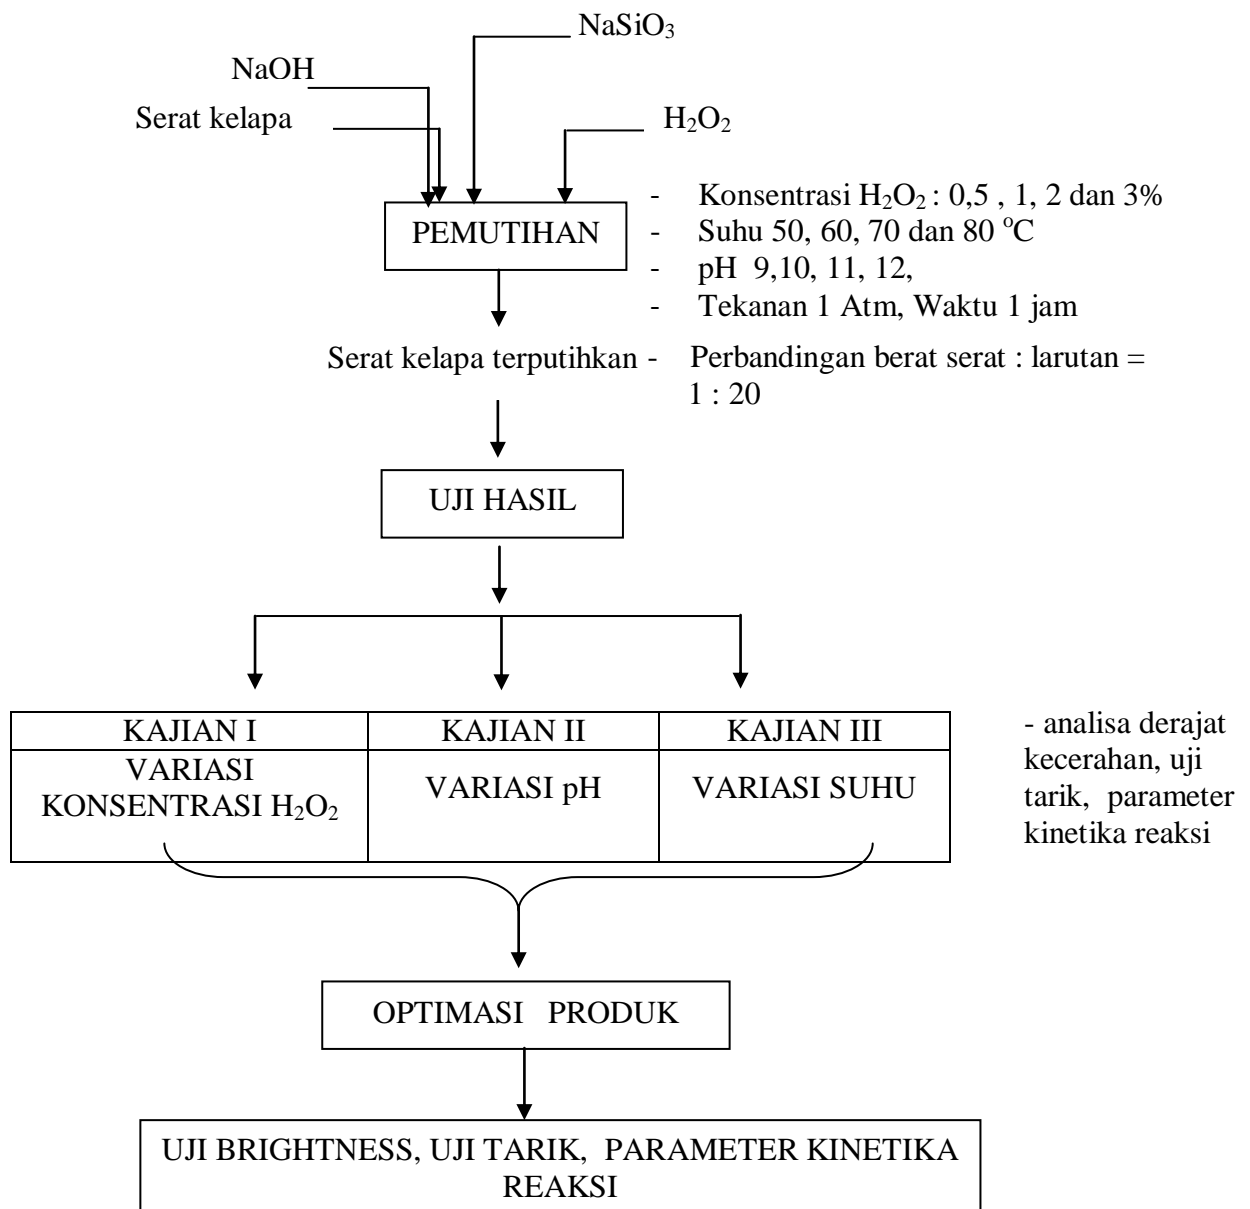 NaSiO₃
NaOH
Serat kelapa
H₂O₂
PEMUTIHAN
- Konsentrasi H₂O₂ : 0,5 , 1, 2 dan 3%
- Suhu 50, 60, 70 dan 80 °C
- pH 9,10, 11, 12,
- Tekanan 1 Atm, Waktu 1 jam
Serat kelapa terputihkan
- Perbandingan berat serat : larutan =
1 : 20
UJI HASIL
KAJIAN I
KAJIAN II
KAJIAN III
VARIASI
KONSENTRASI H₂O₂
VARIASI pH
VARIASI SUHU
- analisa derajat
kecerahan, uji
tarik, parameter
kinetika reaksi
OPTIMASI PRODUK
UJI BRIGHTNESS, UJI TARIK, PARAMETER KINETIKA
REAKSI